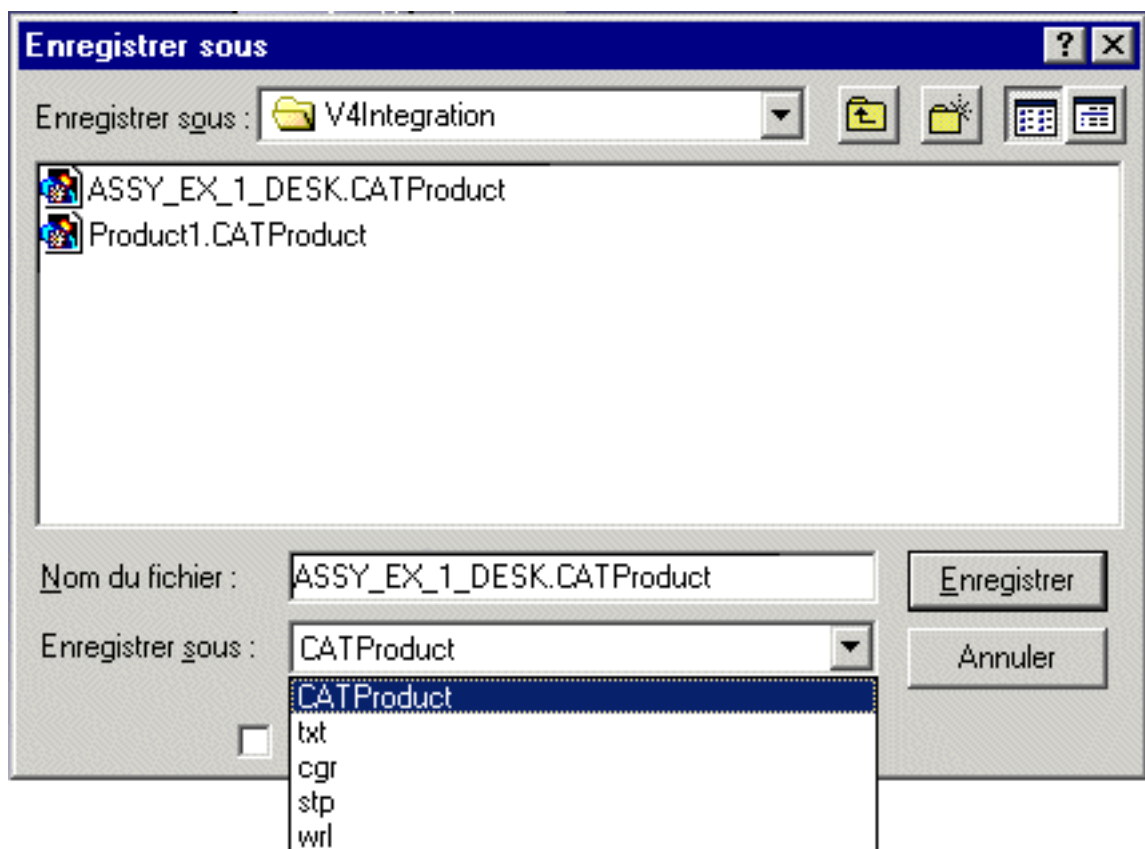 Enregistrer sous
Enregistrer sous : V4Integration
ASSY_EX_1_DESK.CATProduct
Product1.CATProduct
Nom du fichier : ASSY_EX_1_DESK.CATProduct Enregistrer
Enregistrer sous : CATProduct Annuler
CATProduct
txt
cgr
stp
wrl